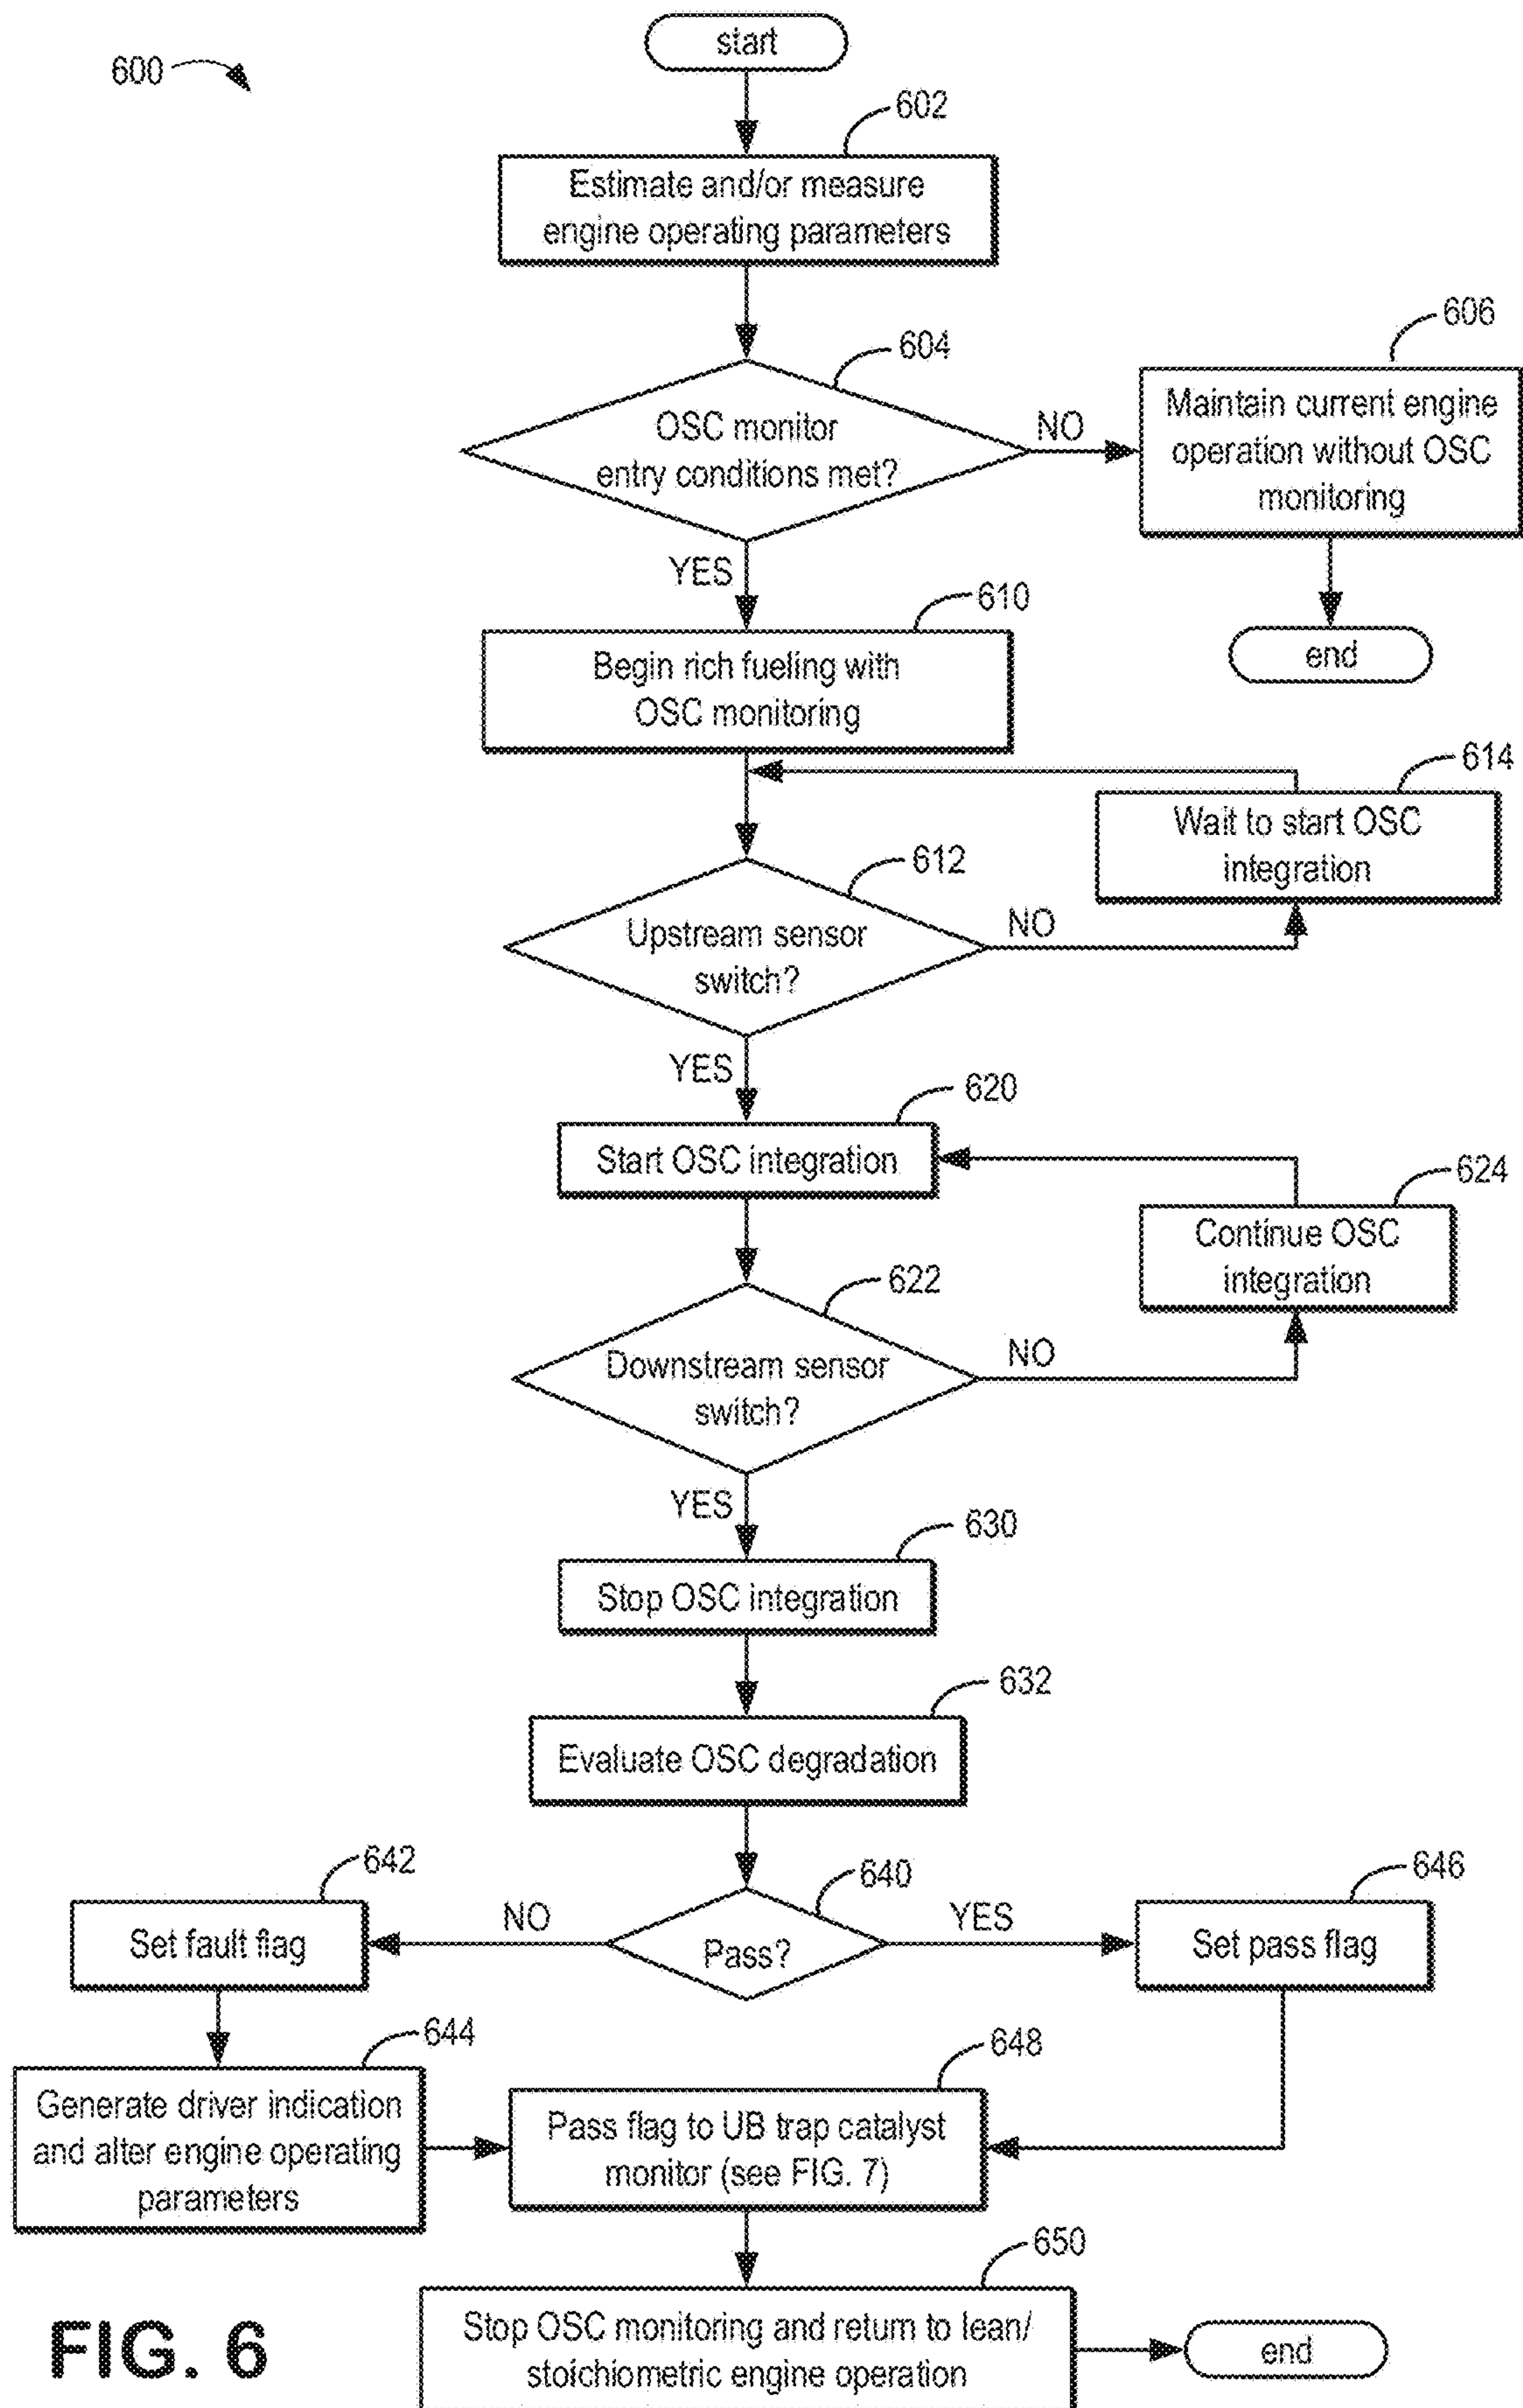 600
start
602
Estimate and/or measure
engine operating parameters
604
OSC monitor
entry conditions met?
NO
606
Maintain current engine
operation without OSC
monitoring
end
YES
610
Begin rich fueling with
OSC monitoring
614
Wait to start OSC
integration
612
Upstream sensor
switch?
NO
YES
620
Start OSC integration
624
Continue OSC
integration
622
Downstream sensor
switch?
NO
YES
630
Stop OSC integration
632
Evaluate OSC degradation
640
Pass?
NO
YES
642
Set fault flag
646
Set pass flag
644
Generate driver indication
and alter engine operating
parameters
648
Pass flag to UB trap catalyst
monitor (see FIG. 7)
650
Stop OSC monitoring and return to lean/
stoichiometric engine operation
end
FIG. 6